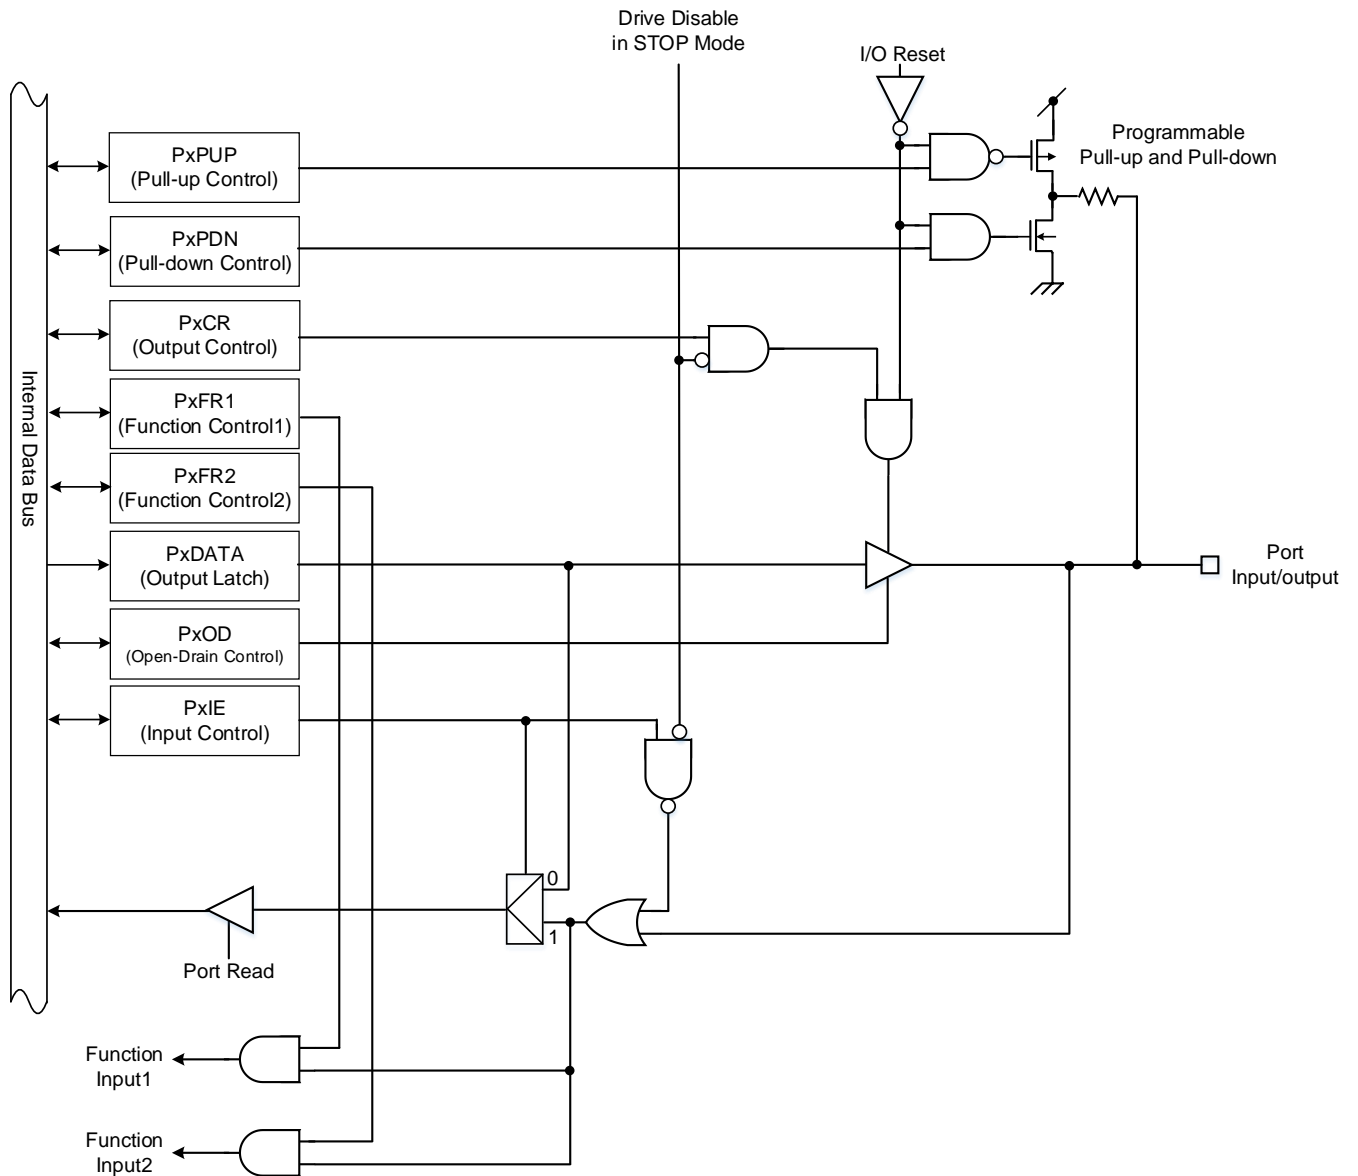 Drive Disable
in STOP Mode
I/O Reset
Programmable
Pull-up and Pull-down
PxPUP
(Pull-up Control)
PxPDN
(Pull-down Control)
PxCR
(Output Control)
PxFR1
(Function Control1)
PxFR2
(Function Control2)
PxDATA
(Output Latch)
PxOD
(Open-Drain Control)
PxIE
(Input Control)
Internal Data Bus
Port
Input/output
0
1
Port Read
Function
Input1
Function
Input2